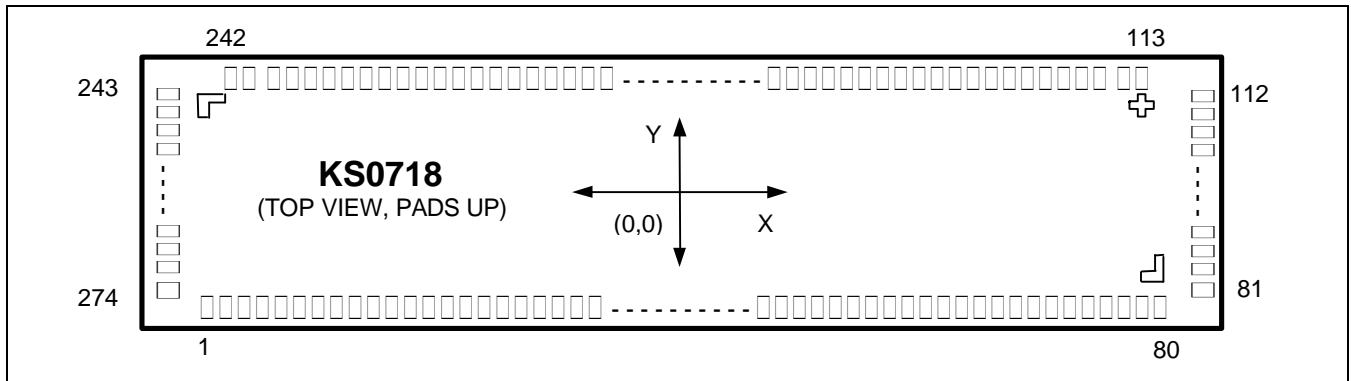 242 113
243 112
Y
KS0718
(TOP VIEW, PADS UP)
(0,0) X
274 81
1 80